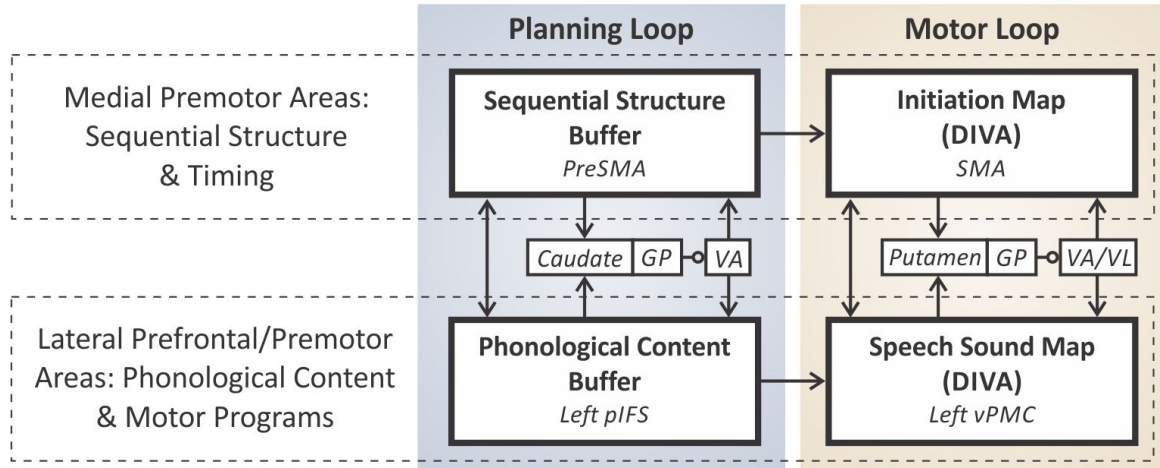 Planning Loop
Motor Loop
Medial Premotor Areas:
Sequential Structure
& Timing
Sequential Structure
Buffer
PreSMA
Initiation Map
(DIVA)
SMA
Caudate
GP
VA
Putamen
GP
VA/VL
Lateral Prefrontal/Premotor
Areas: Phonological Content
& Motor Programs
Phonological Content
Buffer
Left pIFS
Speech Sound Map
(DIVA)
Left vPMC